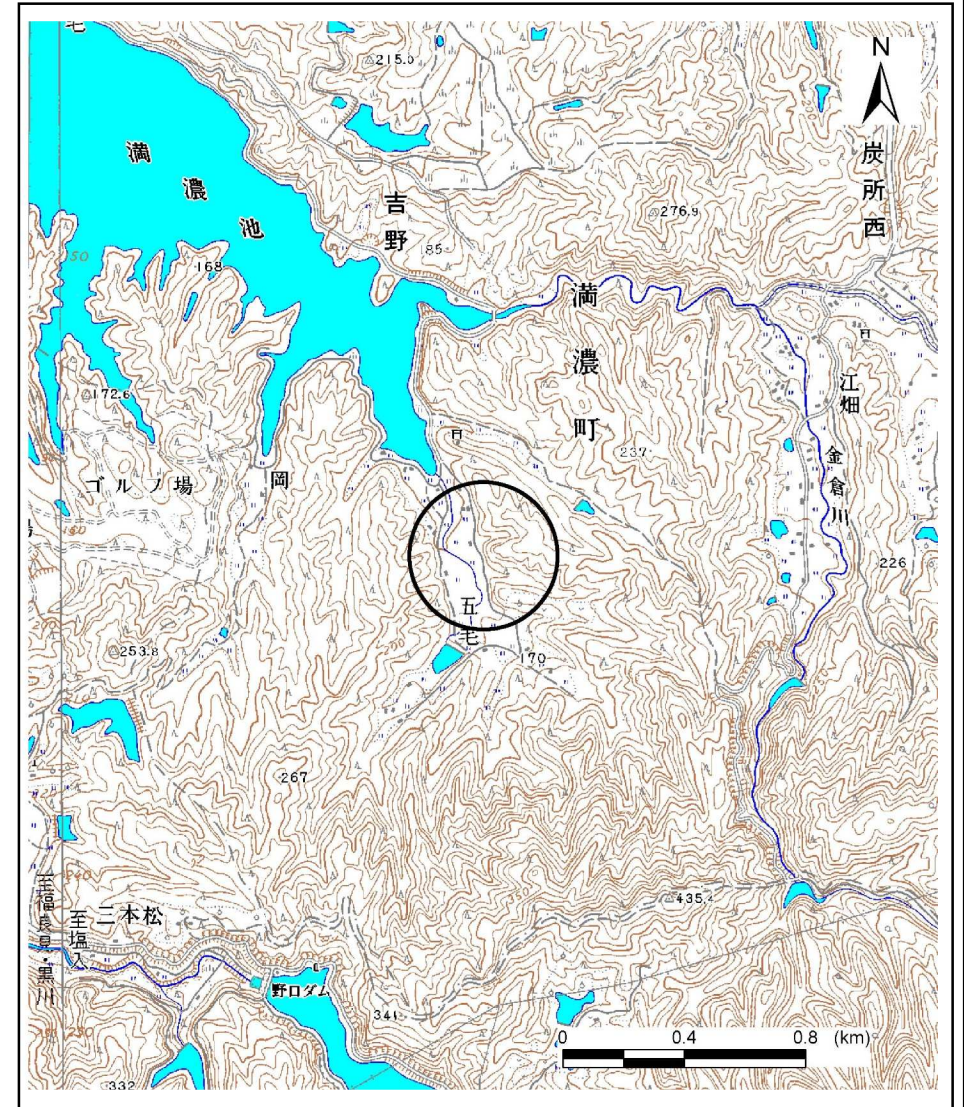 N
215.0
満濃池
吉野
炭所西
276.9
85
168
150
満濃町
172.6
江畑
237
金倉川
ゴルフ場
岡
226
五毛
170
253.8
200
267
三本松
435.4
至塩入
至福良見・黒川
野口ダム
341
332
0 0.4 0.8 (km)